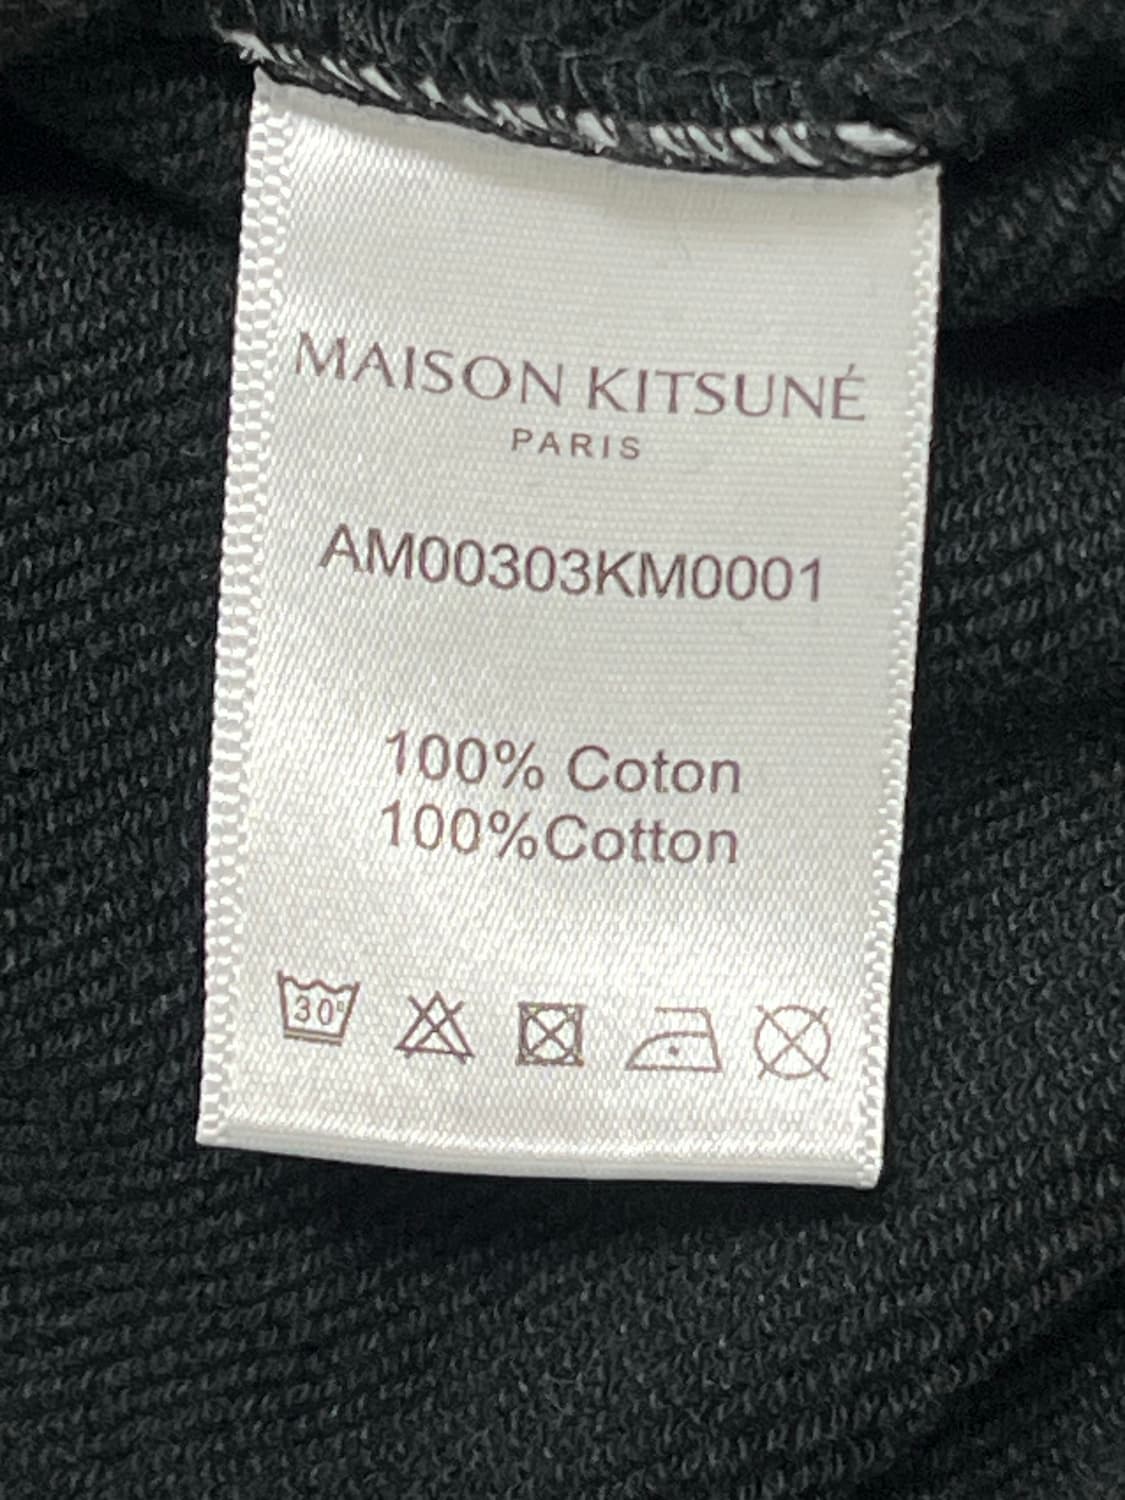 MAISON KITSUNÉ
PARIS
AM00303KM0001
100% Coton
100%Cotton
30°